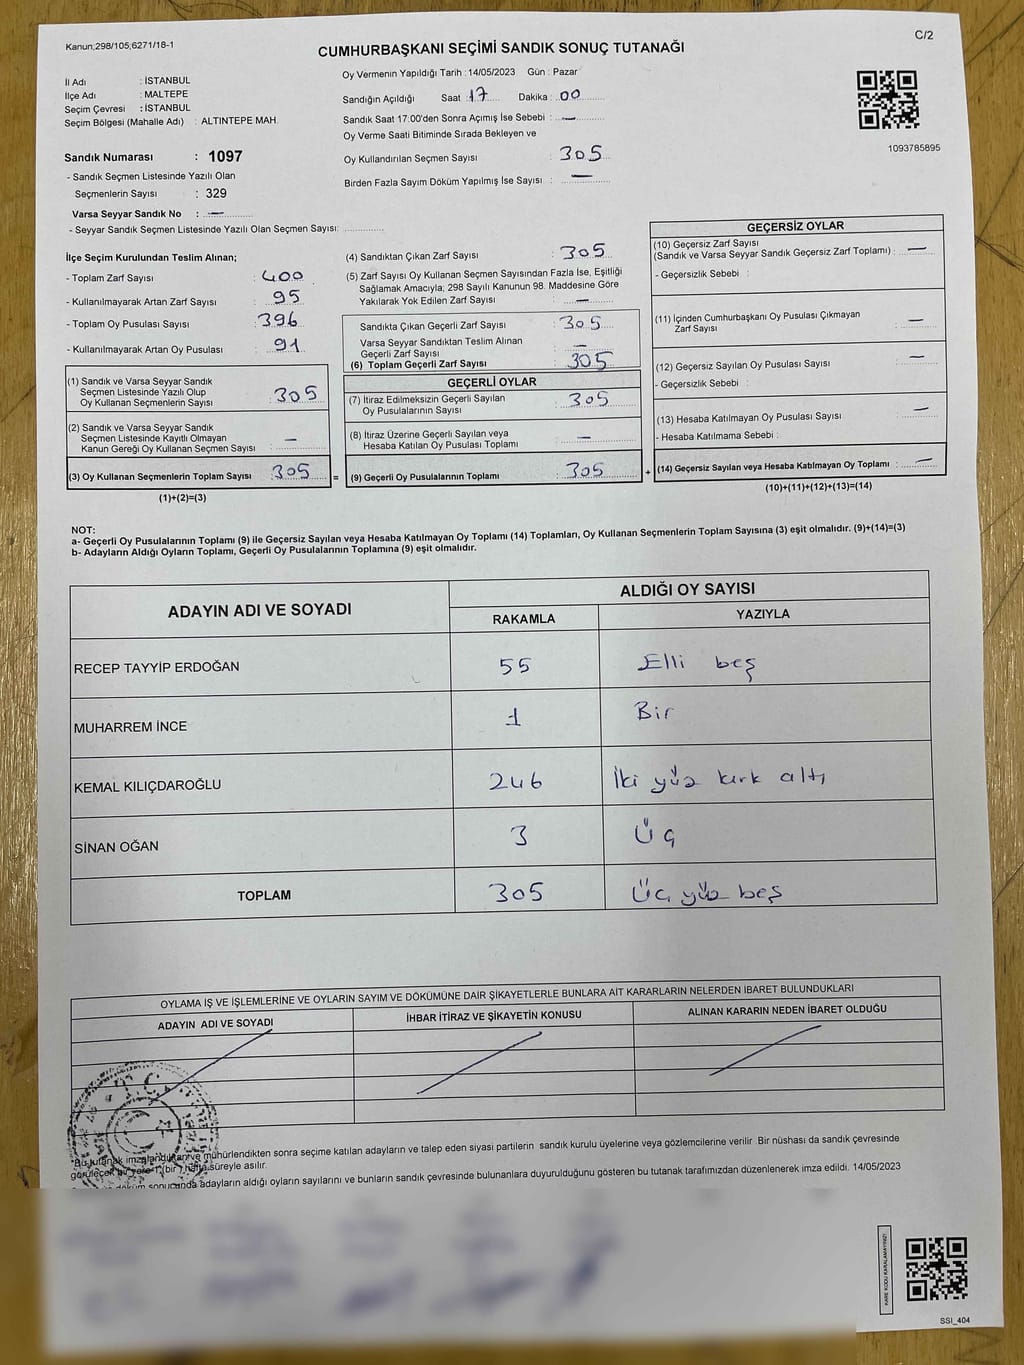 Kanun;298/105,6271/18-1
C/2
CUMHURBAŞKANI SEÇİMİ SANDIK SONUÇ TUTANAĞI
İl Adı : İSTANBUL
İlçe Adı : MALTEPE
Seçim Çevresi : İSTANBUL
Seçim Bölgesi (Mahalle Adı) : ALTINTEPE MAH.
Sandık Numarası : 1097
- Sandık Seçmen Listesinde Yazılı Olan
Seçmenlerin Sayısı : 329
Varsa Seyyar Sandık No : —
- Seyyar Sandık Seçmen Listesinde Yazılı Olan Seçmen Sayısı:
Oy Vermenin Yapıldığı Tarih : 14/05/2023 Gün : Pazar
Sandığın Açıldığı Saat : 17 Dakika : 00
Sandık Saat 17:00'den Sonra Açımış İse Sebebi : —
Oy Verme Saati Bitiminde Sırada Bekleyen ve
Oy Kullandırılan Seçmen Sayısı : 305
Birden Fazla Sayım Döküm Yapılmış İse Sayısı : —
1093785895
İlçe Seçim Kurulundan Teslim Alınan;
- Toplam Zarf Sayısı : 400
- Kullanılmayarak Artan Zarf Sayısı : 95
- Toplam Oy Pusulası Sayısı : 396
- Kullanılmayarak Artan Oy Pusulası : 91
(1) Sandık ve Varsa Seyyar Sandık
Seçmen Listesinde Yazılı Olup
Oy Kullanan Seçmenlerin Sayısı : 305
(2) Sandık ve Varsa Seyyar Sandık
Seçmen Listesinde Kayıtlı Olmayan
Kanun Gereği Oy Kullanan Seçmen Sayısı : —
(3) Oy Kullanan Seçmenlerin Toplam Sayısı : 305
(1)+(2)=(3)
=
(4) Sandıktan Çıkan Zarf Sayısı : 305
(5) Zarf Sayısı Oy Kullanan Seçmen Sayısından Fazla İse, Eşitliği
Sağlamak Amacıyla; 298 Sayılı Kanunun 98. Maddesine Göre
Yakılarak Yok Edilen Zarf Sayısı : —
Sandıkta Çıkan Geçerli Zarf Sayısı : 305
Varsa Seyyar Sandıktan Teslim Alınan
Geçerli Zarf Sayısı : —
(6) Toplam Geçerli Zarf Sayısı : 305
GEÇERLİ OYLAR
(7) İtiraz Edilmeksizin Geçerli Sayılan
Oy Pusulalarının Sayısı : 305
(8) İtiraz Üzerine Geçerli Sayılan veya
Hesaba Katılan Oy Pusulası Toplamı : —
(9) Geçerli Oy Pusulalarının Toplamı : 305
+
GEÇERSİZ OYLAR
(10) Geçersiz Zarf Sayısı
(Sandık ve Varsa Seyyar Sandık Geçersiz Zarf Toplamı) : —
- Geçersizlik Sebebi :
(11) İçinden Cumhurbaşkanı Oy Pusulası Çıkmayan
Zarf Sayısı : —
(12) Geçersiz Sayılan Oy Pusulası Sayısı : —
- Geçersizlik Sebebi :
(13) Hesaba Katılmayan Oy Pusulası Sayısı : —
- Hesaba Katılmama Sebebi :
(14) Geçersiz Sayılan veya Hesaba Katılmayan Oy Toplamı : —
(10)+(11)+(12)+(13)=(14)
NOT:
a- Geçerli Oy Pusulalarının Toplamı (9) ile Geçersiz Sayılan veya Hesaba Katılmayan Oy Toplamı (14) Toplamları, Oy Kullanan Seçmenlerin Toplam Sayısına (3) eşit olmalıdır. (9)+(14)=(3)
b- Adayların Aldığı Oyların Toplamı, Geçerli Oy Pusulalarının Toplamına (9) eşit olmalıdır.
ADAYIN ADI VE SOYADI
ALDIĞI OY SAYISI
RAKAMLA YAZIYLA
RECEP TAYYİP ERDOĞAN 55 Elli beş
MUHARREM İNCE 1 Bir
KEMAL KILIÇDAROĞLU 246 İki yüz kırk altı
SİNAN OĞAN 3 Üç
TOPLAM 305 Üç yüz beş
OYLAMA İŞ VE İŞLEMLERİNE VE OYLARIN SAYIM VE DÖKÜMÜNE DAİR ŞİKAYETLERLE BUNLARA AİT KARARLARIN NELERDEN İBARET BULUNDUKLARI
ADAYIN ADI VE SOYADI İHBAR İTİRAZ VE ŞİKAYETİN KONUSU ALINAN KARARIN NEDEN İBARET OLDUĞU
T.C.
*Bu tutanak imzalandıktan ve mühürlendikten sonra seçime katılan adayların ve talep eden siyasi partilerin sandık kurulu üyelerine veya gözlemcilerine verilir. Bir nüshası da sandık çevresinde
görülecek bir yere 1 (bir) hafta süreyle asılır.
döküm sonucunda adayların aldığı oyların sayılarını ve bunların sandık çevresinde bulunanlara duyurulduğunu gösteren bu tutanak tarafımızdan düzenlenerek imza edildi. 14/05/2023
KARE KODU KARALAMAYINIZ!
SSI_404